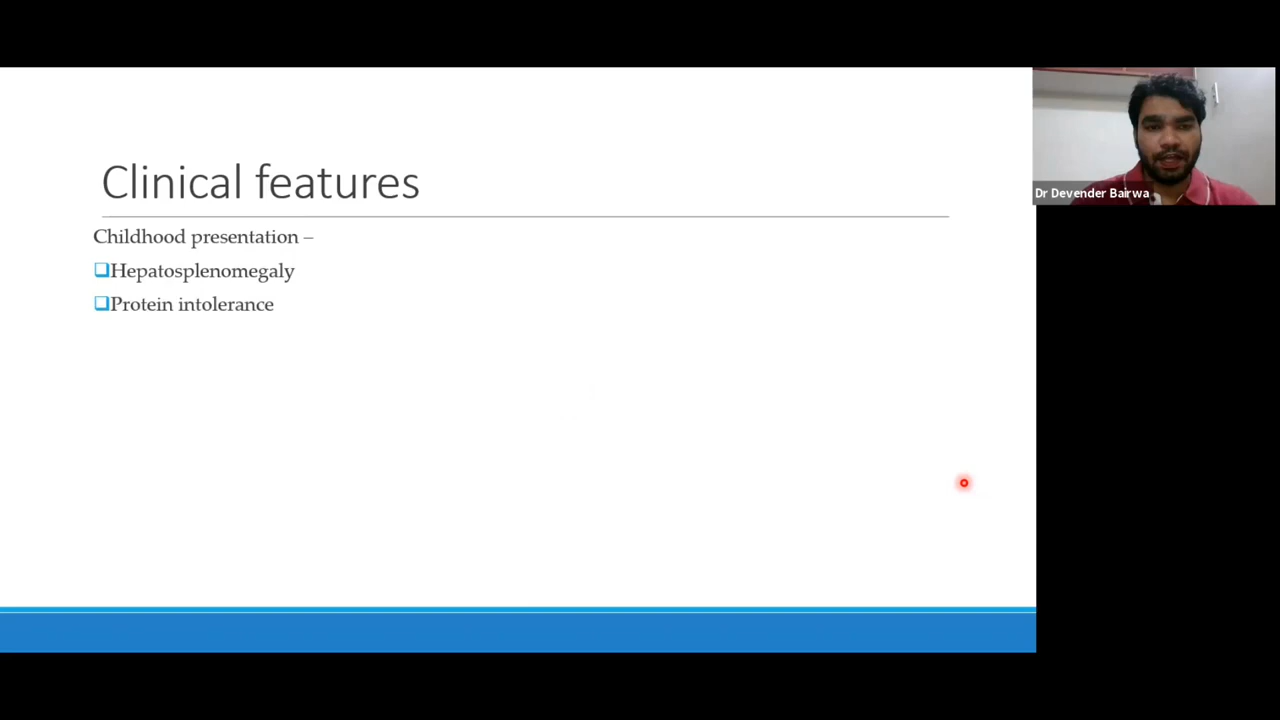 Clinical features
Childhood presentation –
❑Hepatosplenomegaly
❑Protein intolerance
Dr Devender Bairwa